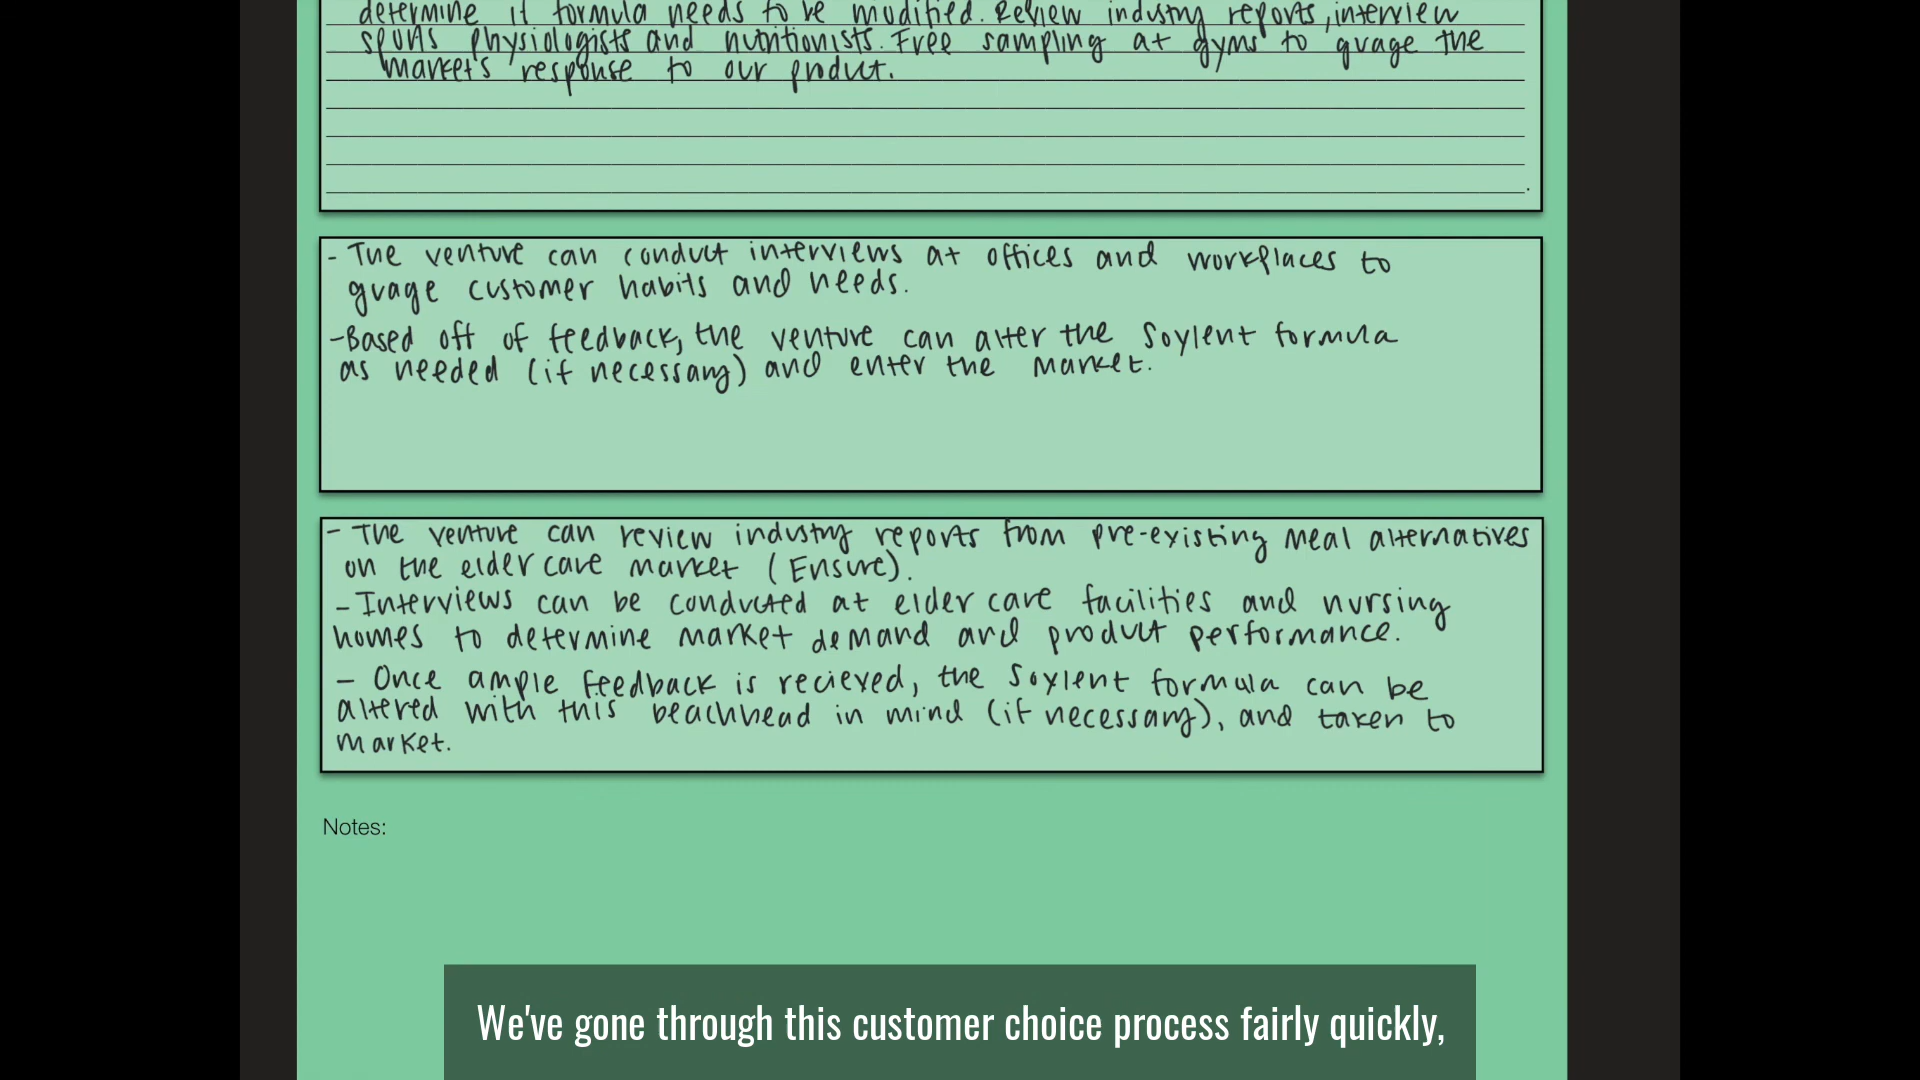 determine if formula needs to be modified. Review industry reports, interview
sports physiologists and nutritionists. Free sampling at gyms to guage the
market's response to our product.
- The venture can conduct interviews at offices and workplaces to
guage customer habits and needs.
- Based off of feedback, the venture can alter the Soylent formula
as needed (if necessary) and enter the market.
- The venture can review industry reports from pre-existing meal alternatives
on the elder care market (Ensure).
- Interviews can be conducted at elder care facilities and nursing
homes to determine market demand and product performance.
- Once ample feedback is recieved, the Soylent formula can be
altered with this beachhead in mind (if necessary), and taken to
market.
Notes:
We've gone through this customer choice process fairly quickly,